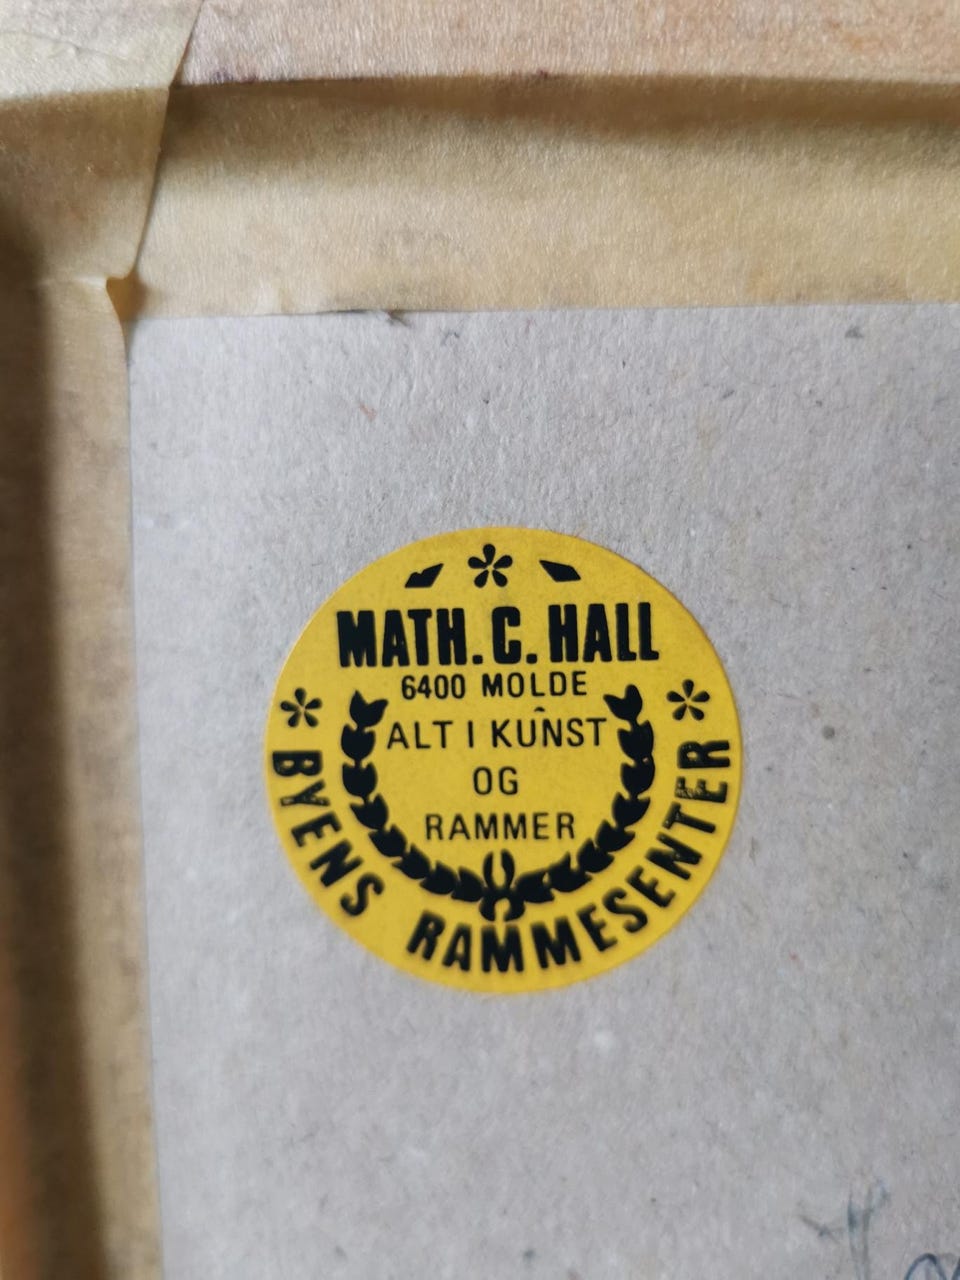 MATH. C. HALL
6400 MOLDE
ALT I KUNST
OG
RAMMER
BYENS RAMMESENTER